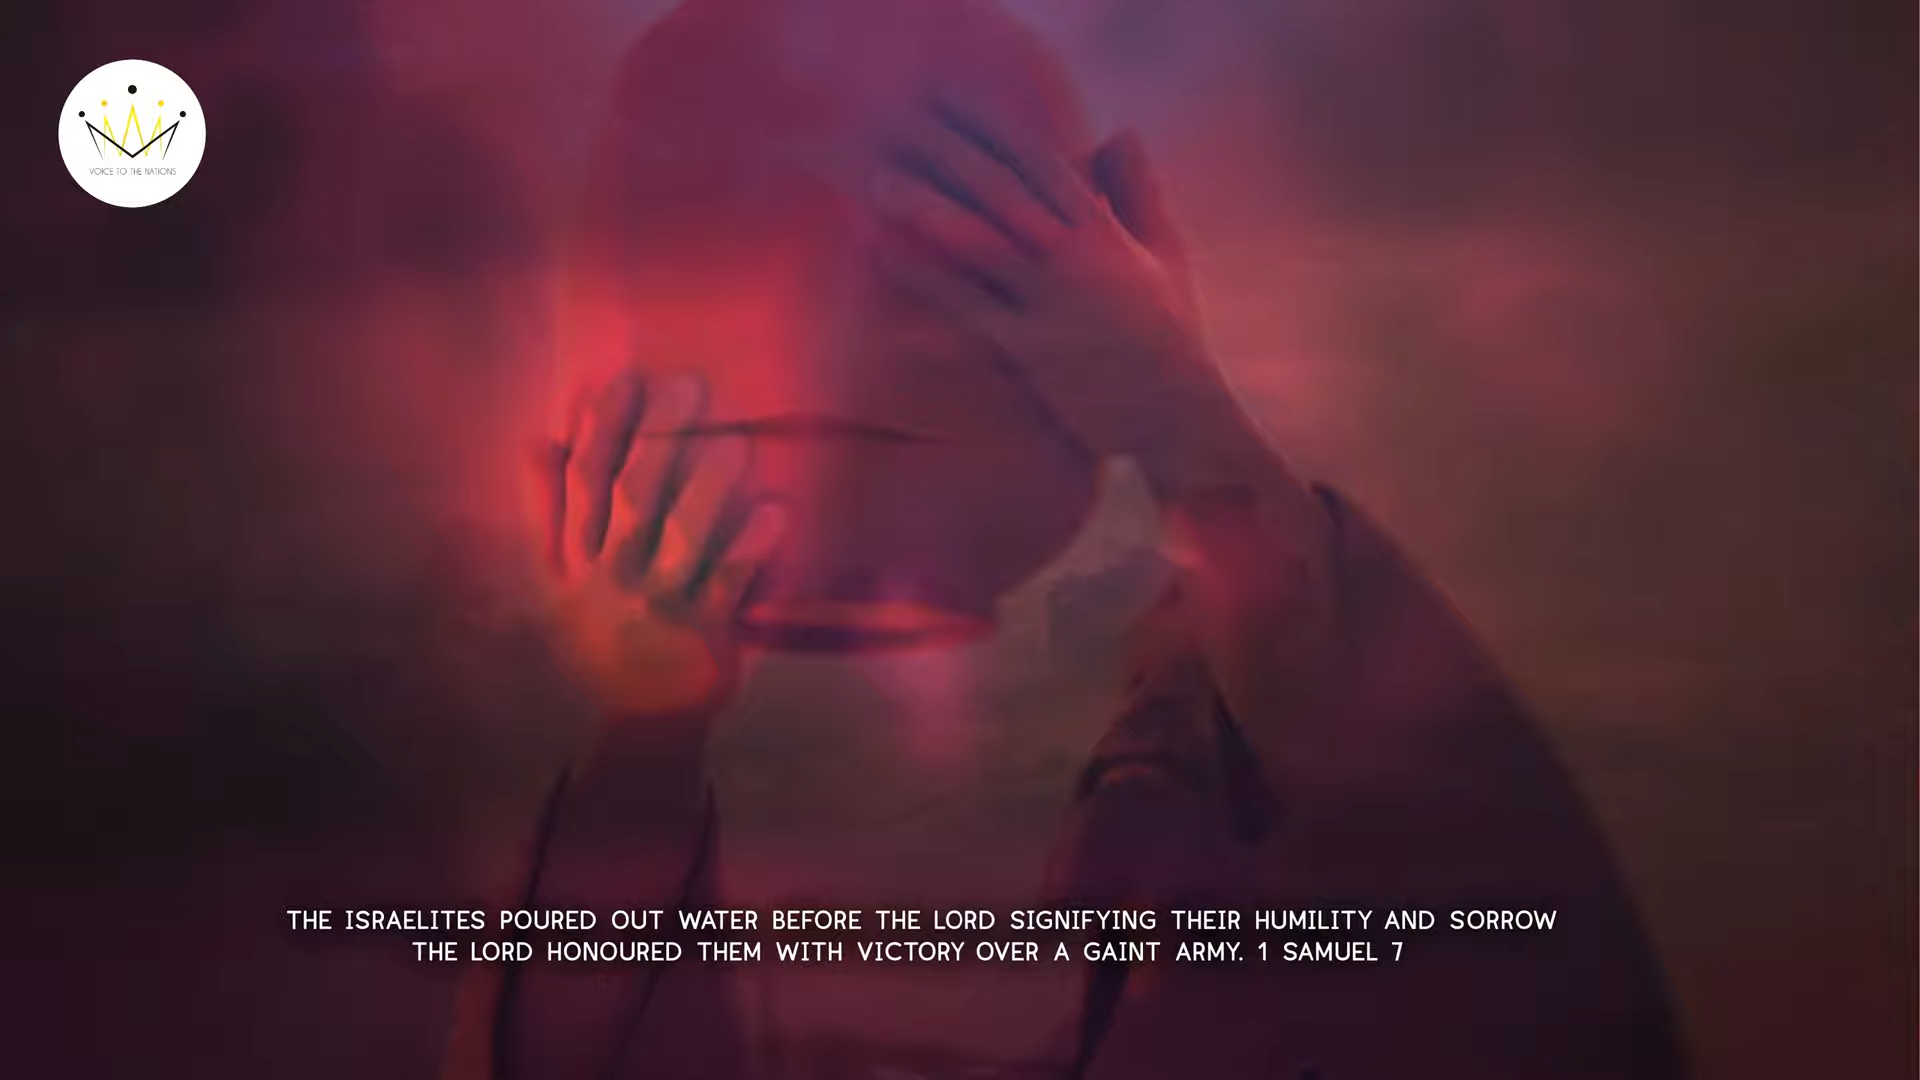 VOICE TO THE NATIONS
THE ISRAELITES POURED OUT WATER BEFORE THE LORD SIGNIFYING THEIR HUMILITY AND SORROW
THE LORD HONOURED THEM WITH VICTORY OVER A GAINT ARMY. 1 SAMUEL 7